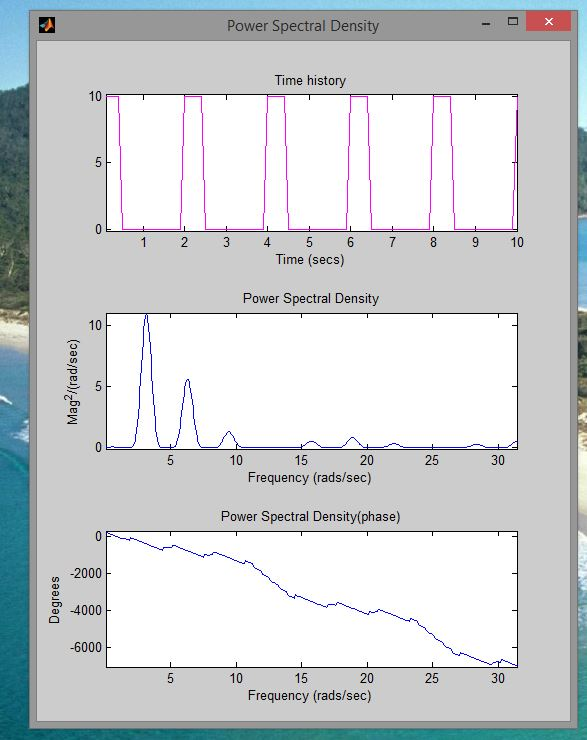 Power Spectral Density
Time history
10
5
0
1 2 3 4 5 6 7 8 9 10
Time (secs)
Power Spectral Density
10
5
0
Mag²/(rad/sec)
5 10 15 20 25 30
Frequency (rads/sec)
Power Spectral Density(phase)
0
-2000
-4000
-6000
Degrees
5 10 15 20 25 30
Frequency (rads/sec)